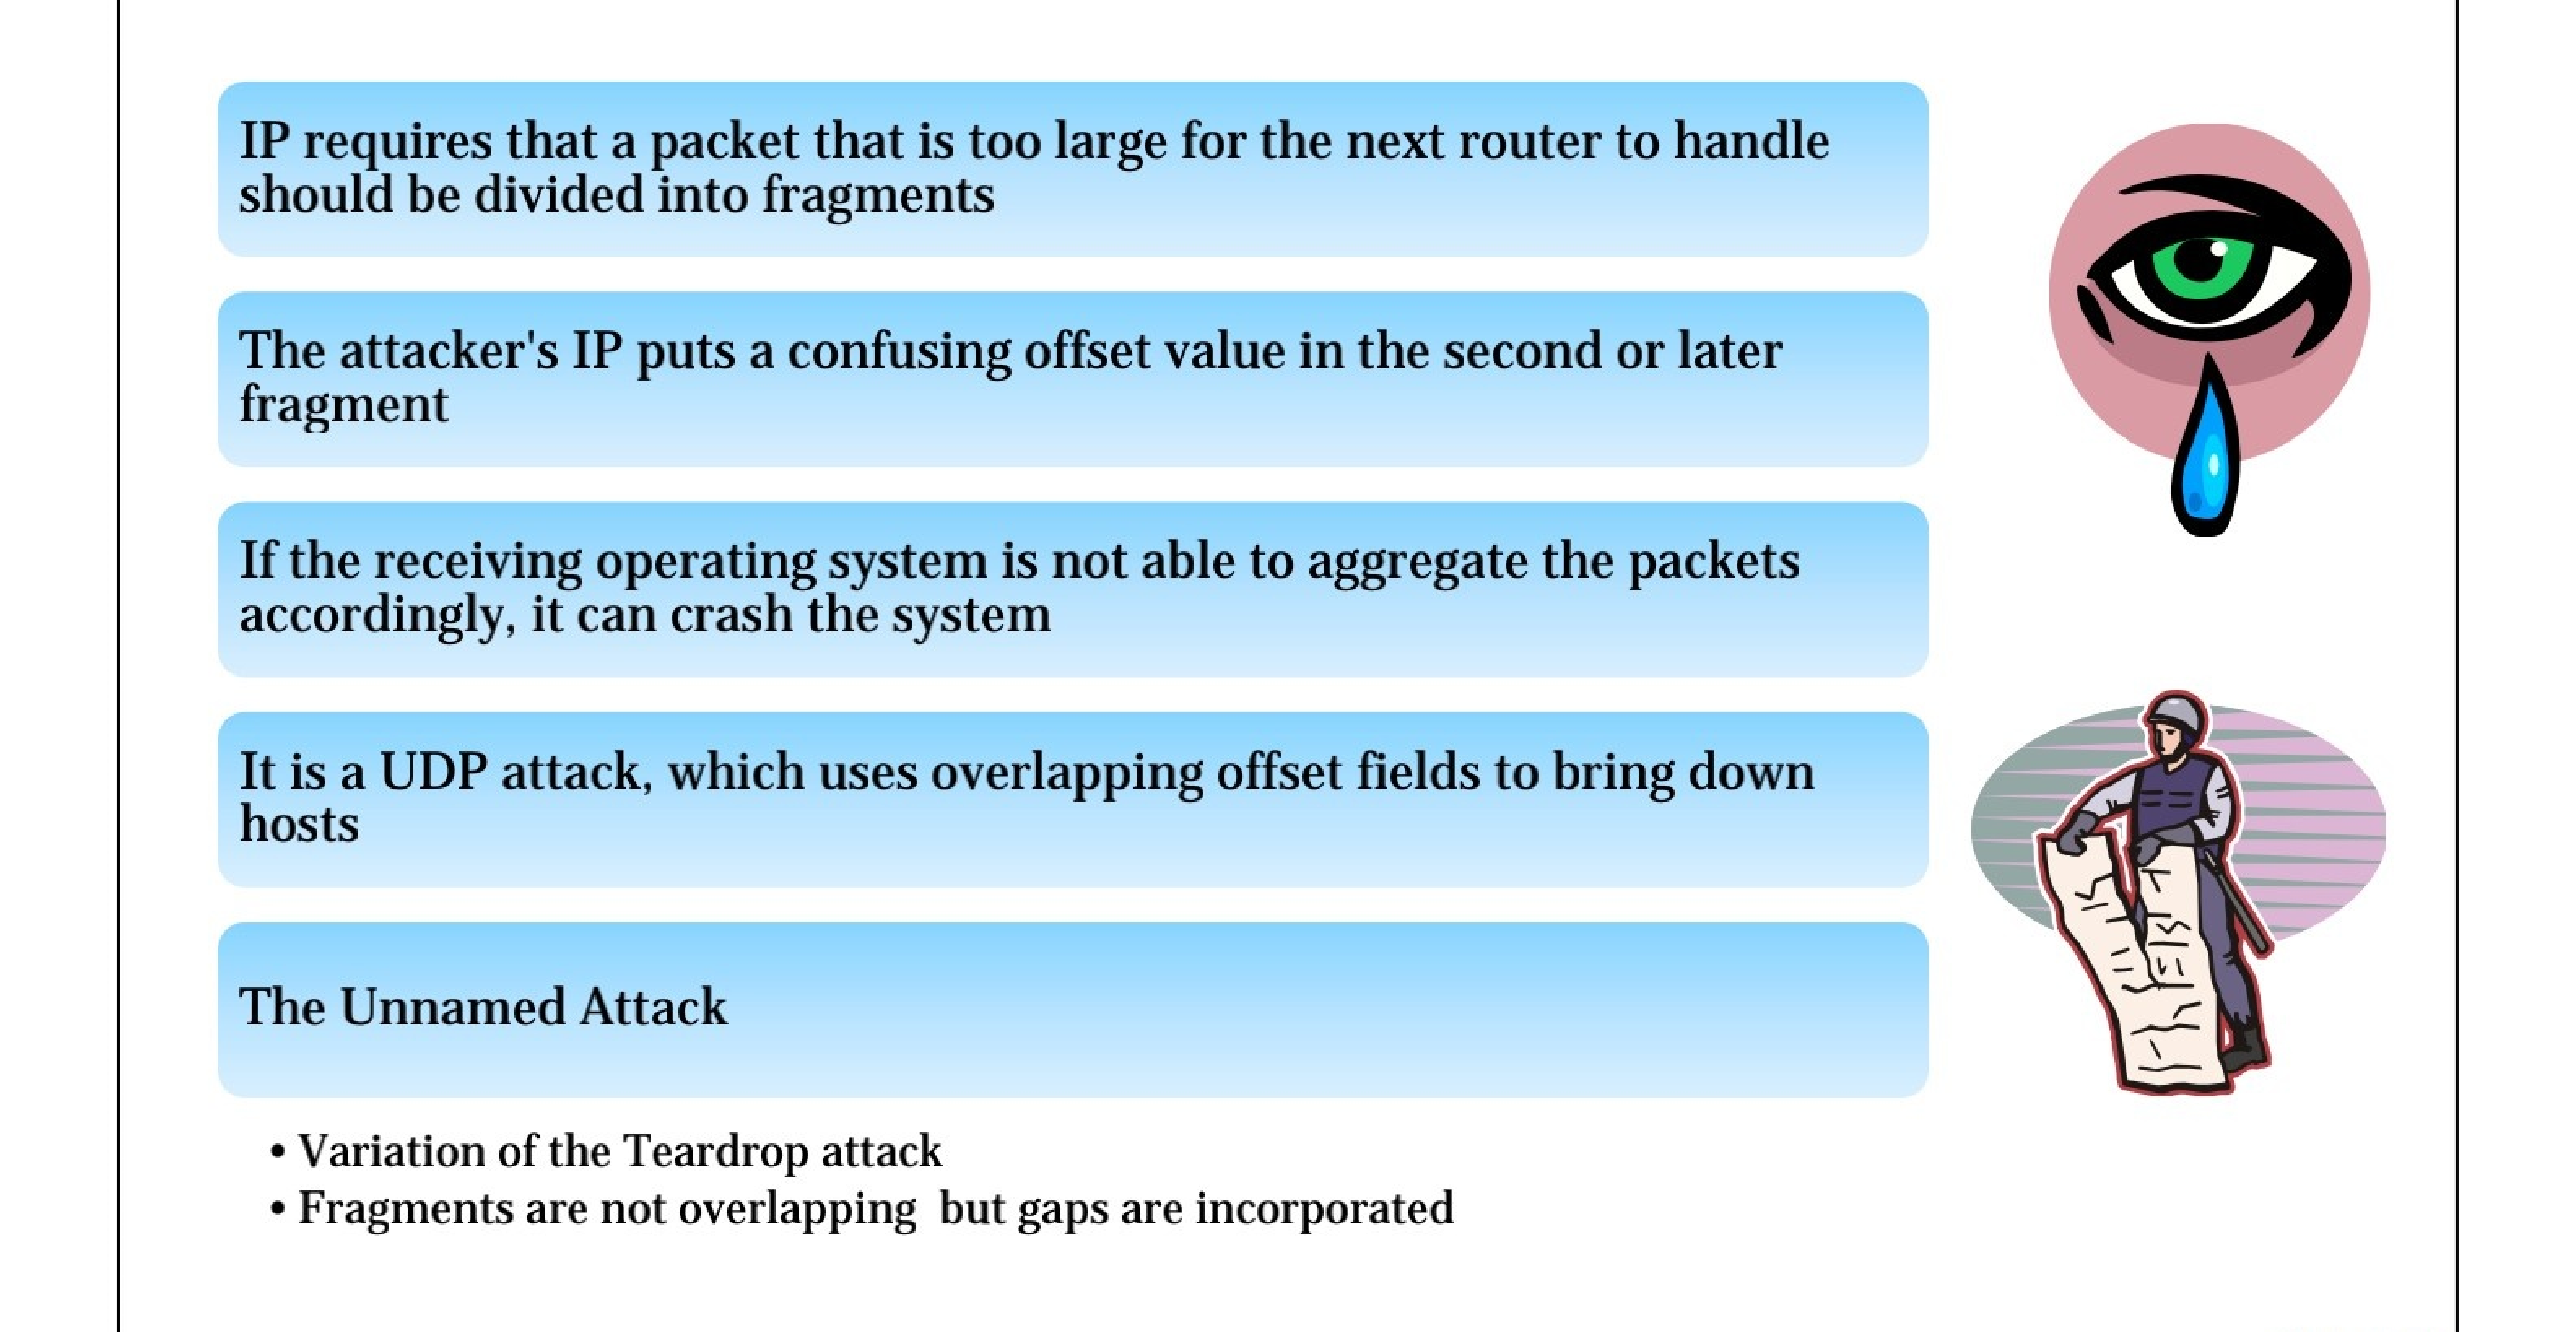 IP requires that a packet that is too large for the next router to handle
should be divided into fragments
The attacker's IP puts a confusing offset value in the second or later
fragment
If the receiving operating system is not able to aggregate the packets
accordingly, it can crash the system
It is a UDP attack, which uses overlapping offset fields to bring down
hosts
The Unnamed Attack
• Variation of the Teardrop attack
• Fragments are not overlapping  but gaps are incorporated